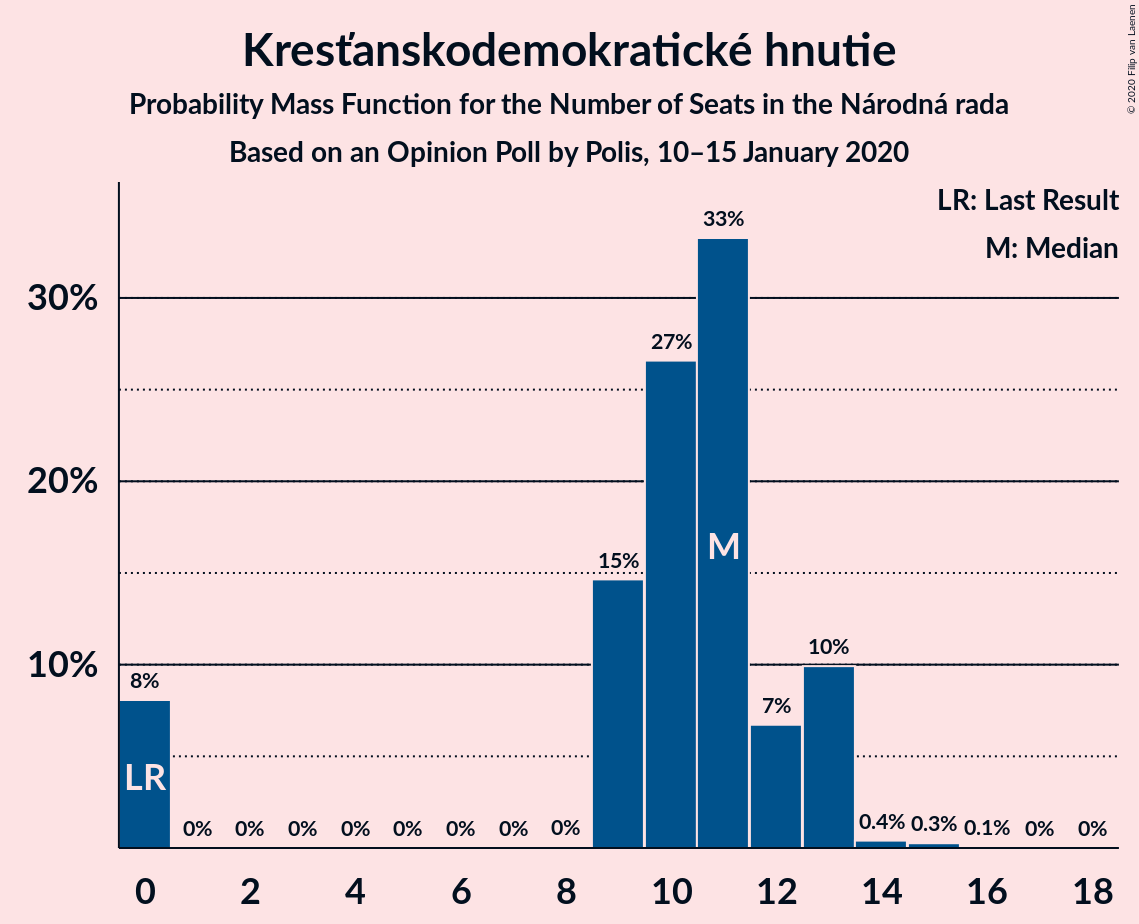 Kresťanskodemokratické hnutie
Probability Mass Function for the Number of Seats in the Národná rada
Based on an Opinion Poll by Polis, 10–15 January 2020
© 2020 Filip van Laenen
LR: Last Result
M: Median
30%
20%
10%
8%
0%
0%
0%
0%
0%
0%
0%
0%
15%
27%
33%
7%
10%
0.4%
0.3%
0.1%
0%
0%
LR
M
0 2 4 6 8 10 12 14 16 18